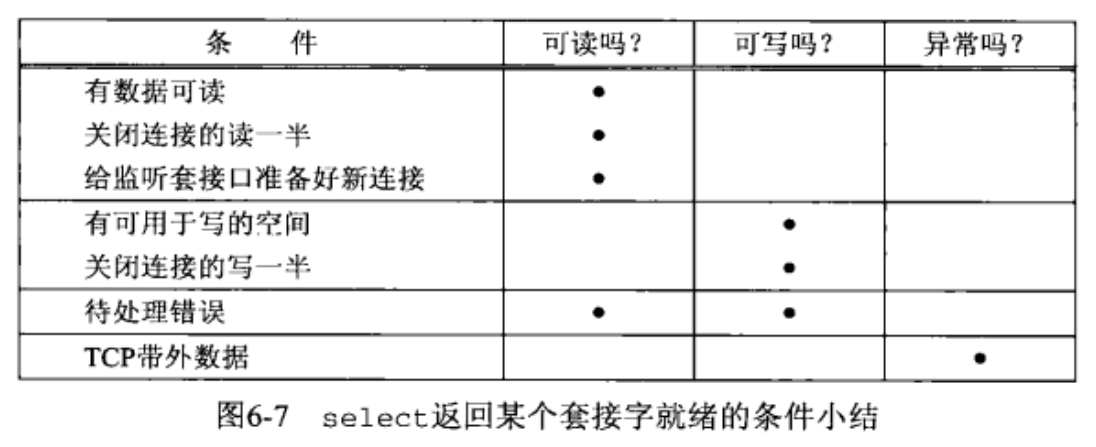 条 件 可读吗? 可写吗? 异常吗?
有数据可读 •
关闭连接的读一半 •
给监听套接口准备好新连接 •
有可用于写的空间 •
关闭连接的写一半 •
待处理错误 • •
TCP带外数据 •
图6-7 select返回某个套接字就绪的条件小结